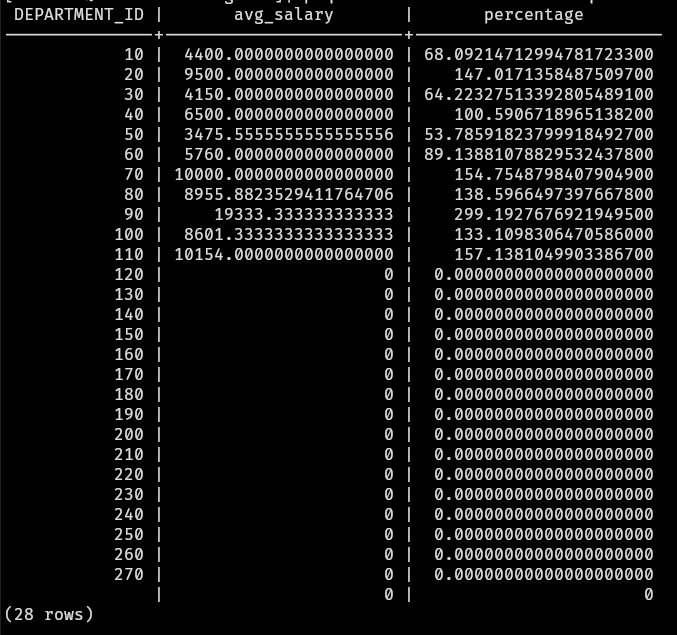 DEPARTMENT_ID | avg_salary | percentage
10 | 4400.0000000000000000 | 68.09214712994781723300
20 | 9500.0000000000000000 | 147.0171358487509700
30 | 4150.0000000000000000 | 64.22327513392805489100
40 | 6500.0000000000000000 | 100.5906718965138200
50 | 3475.5555555555555556 | 53.78591823799918492700
60 | 5760.0000000000000000 | 89.13881078829532437800
70 | 10000.0000000000000000 | 154.7548798407904900
80 | 8955.8823529411764706 | 138.5966497397667800
90 | 19333.333333333333 | 299.1927676921949500
100 | 8601.3333333333333333 | 133.1098306470586000
110 | 10154.0000000000000000 | 157.1381049903386700
120 | 0 | 0.00000000000000000000
130 | 0 | 0.00000000000000000000
140 | 0 | 0.00000000000000000000
150 | 0 | 0.00000000000000000000
160 | 0 | 0.00000000000000000000
170 | 0 | 0.00000000000000000000
180 | 0 | 0.00000000000000000000
190 | 0 | 0.00000000000000000000
200 | 0 | 0.00000000000000000000
210 | 0 | 0.00000000000000000000
220 | 0 | 0.00000000000000000000
230 | 0 | 0.00000000000000000000
240 | 0 | 0.00000000000000000000
250 | 0 | 0.00000000000000000000
260 | 0 | 0.00000000000000000000
270 | 0 | 0.00000000000000000000
| 0 | 0
(28 rows)